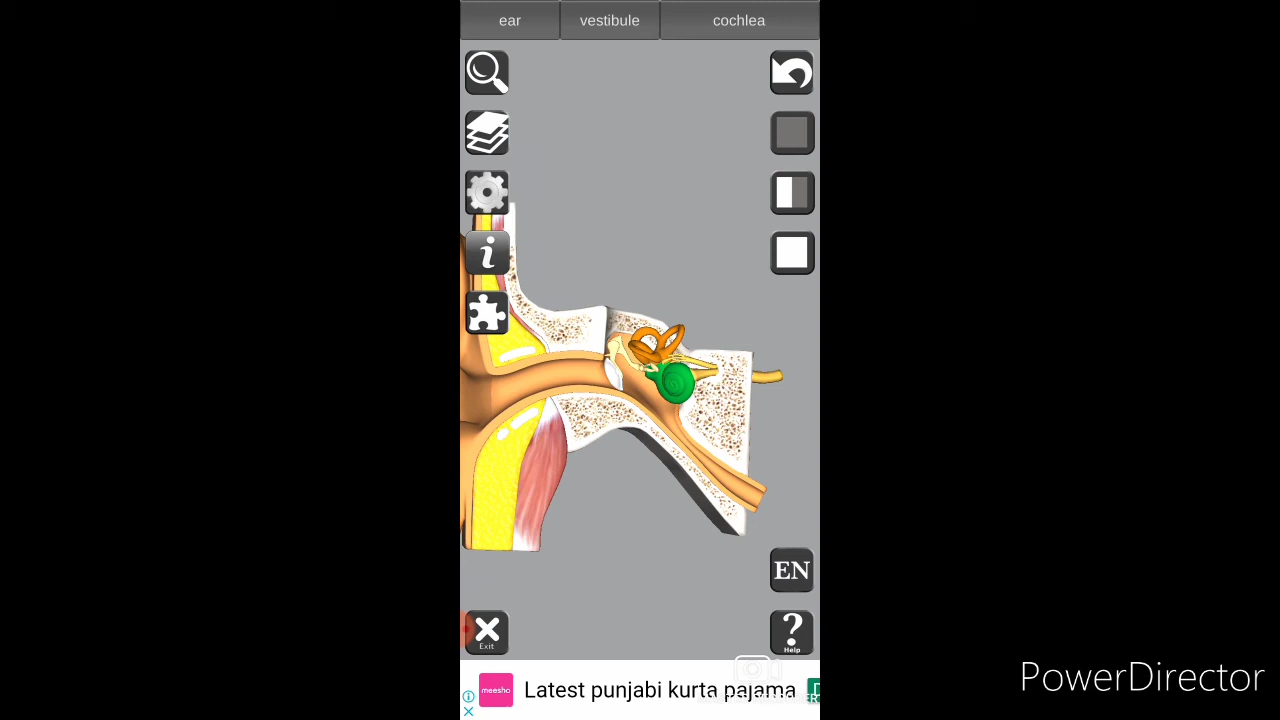 ear vestibule cochlea
i
EN
Exit
?
Help
meesho
Latest punjabi kurta pajama
PowerDirector